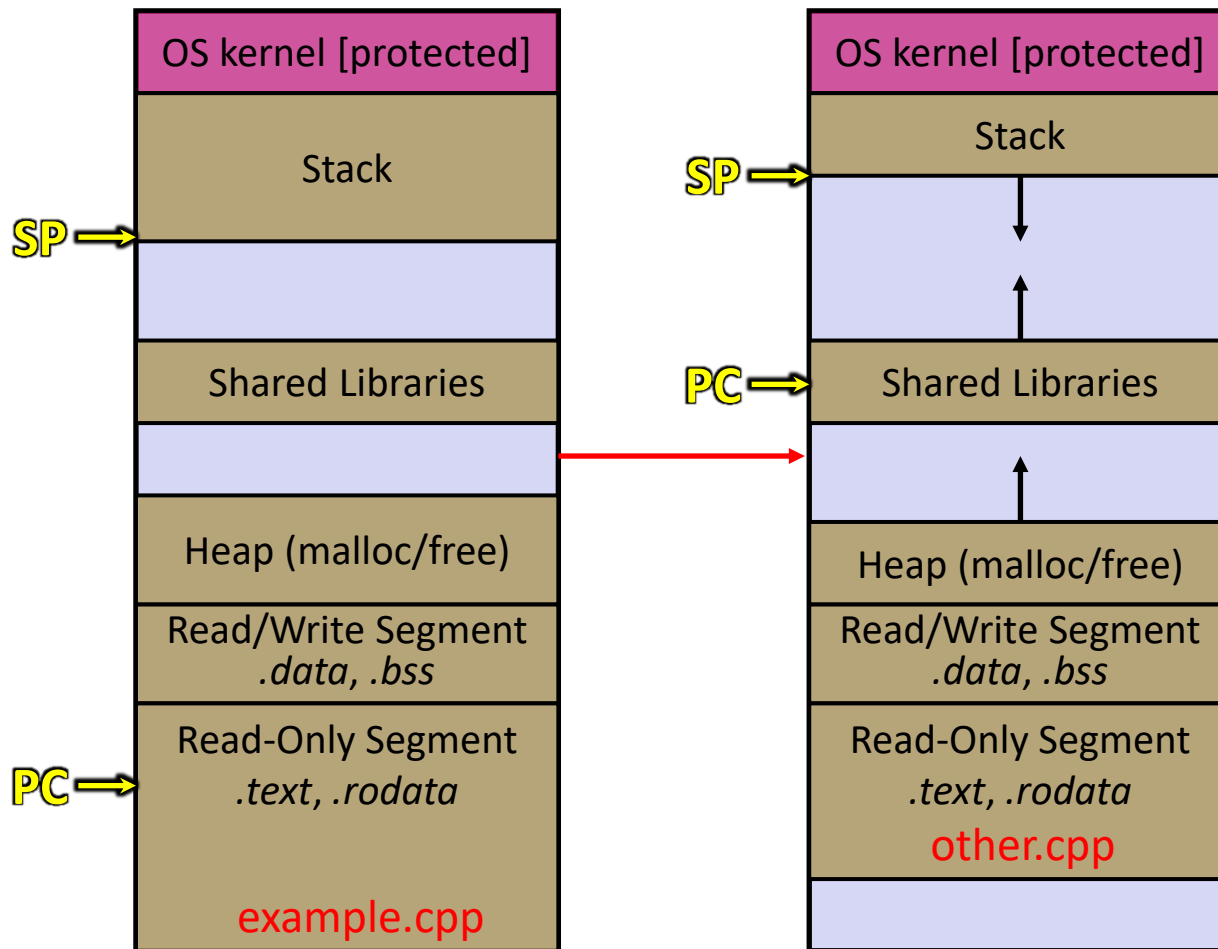 OS kernel [protected]
Stack
SP
Shared Libraries
Heap (malloc/free)
Read/Write Segment
.data, .bss
Read-Only Segment
PC
.text, .rodata
example.cpp
OS kernel [protected]
Stack
SP
PC
Shared Libraries
Heap (malloc/free)
Read/Write Segment
.data, .bss
Read-Only Segment
.text, .rodata
other.cpp